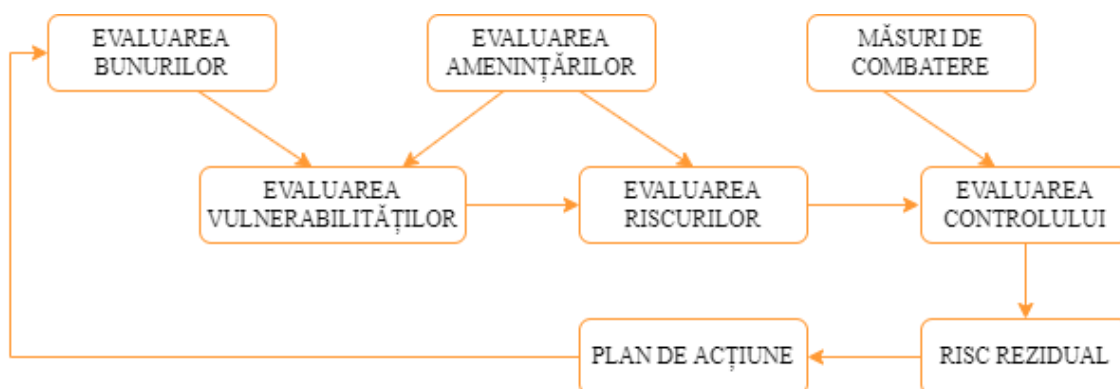 EVALUAREA
BUNURILOR
EVALUAREA
AMENINȚĂRILOR
MĂSURI DE
COMBATERE
EVALUAREA
VULNERABILITĂȚILOR
EVALUAREA
RISCURILOR
EVALUAREA
CONTROLULUI
PLAN DE ACȚIUNE
RISC REZIDUAL